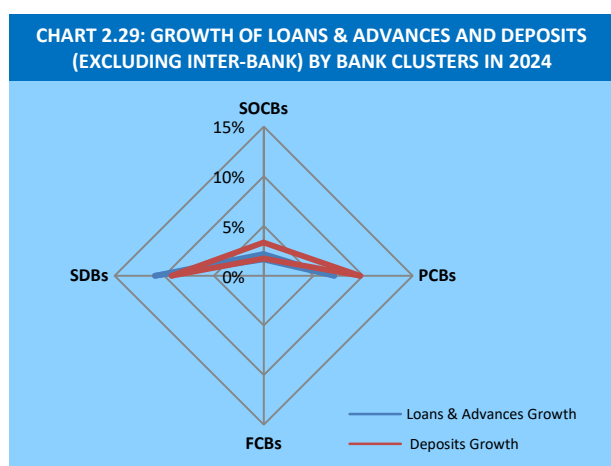 CHART 2.29: GROWTH OF LOANS & ADVANCES AND DEPOSITS
(EXCLUDING INTER-BANK) BY BANK CLUSTERS IN 2024
SOCBs
15%
10%
5%
SDBs
0%
PCBs
Loans & Advances Growth
FCBs
Deposits Growth